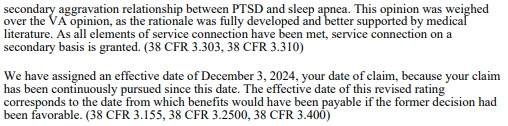 secondary aggravation relationship between PTSD and sleep apnea. This opinion was weighed
over the VA opinion, as the rationale was fully developed and better supported by medical
literature. As all elements of service connection have been met, service connection on a
secondary basis is granted. (38 CFR 3.303, 38 CFR 3.310)
We have assigned an effective date of December 3, 2024, your date of claim, because your claim
has been continuously pursued since this date. The effective date of this revised rating
corresponds to the date from which benefits would have been payable if the former decision had
been favorable. (38 CFR 3.155, 38 CFR 3.2500, 38 CFR 3.400)